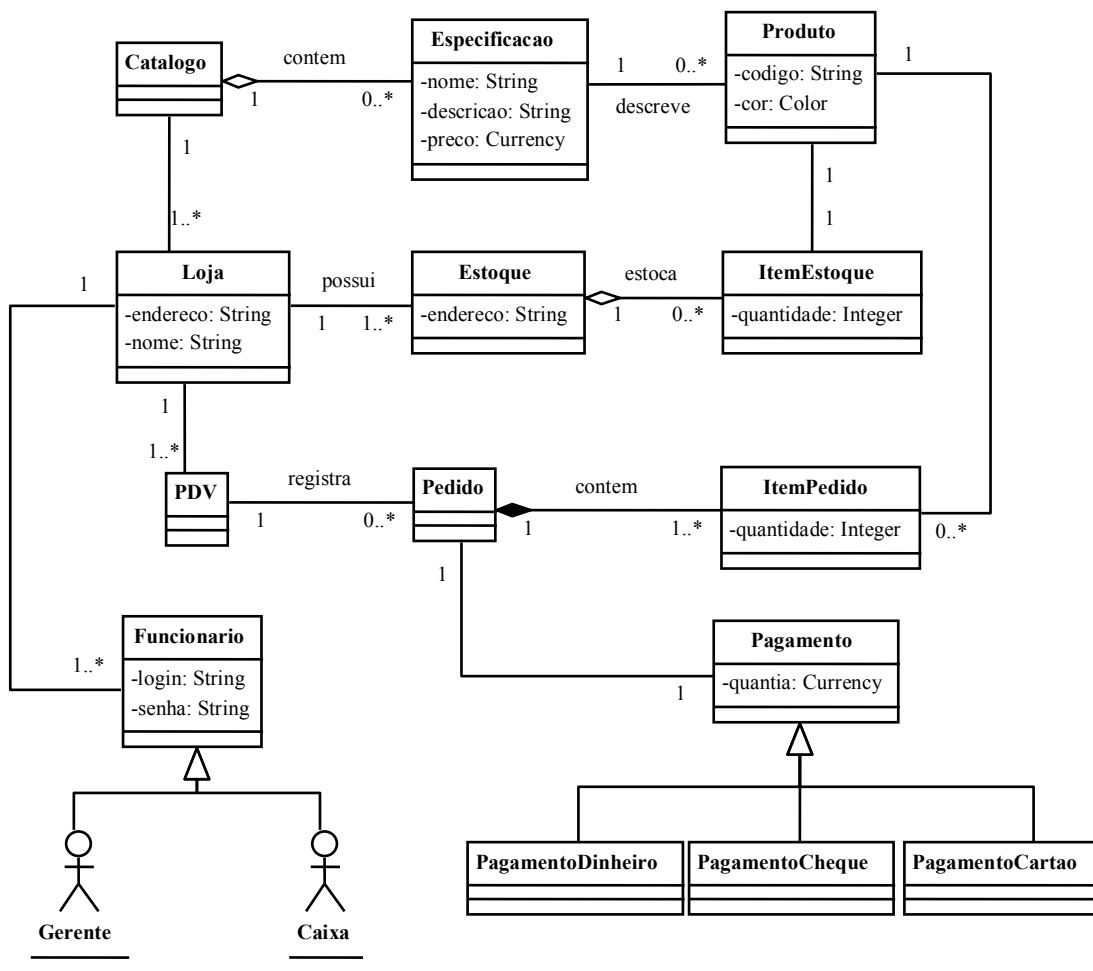 Catalogo
contem
1
0..*
Especificacao
-nome: String
-descricao: String
-preco: Currency
1
0..*
descreve
Produto
-codigo: String
-cor: Color
1
1
1..*
1
1
1
Loja
-endereco: String
-nome: String
possui
1
1..*
Estoque
-endereco: String
estoca
1
0..*
ItemEstoque
-quantidade: Integer
1
1..*
PDV
registra
1
0..*
Pedido
contem
1
1..*
ItemPedido
-quantidade: Integer
0..*
1
1..*
Funcionario
-login: String
-senha: String
1
Pagamento
-quantia: Currency
Gerente
Caixa
PagamentoDinheiro
PagamentoCheque
PagamentoCartao